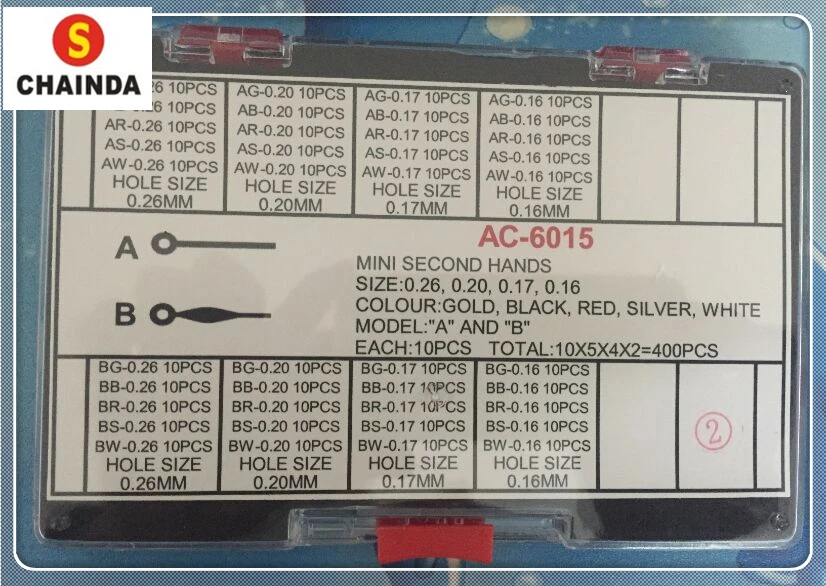 S
CHAINDA
26 10PCS AG-0.20 10PCS AG-0.17 10PCS AG-0.16 10PCS
-0.26 10PCS AB-0.20 10PCS AB-0.17 10PCS AB-0.16 10PCS
AR-0.26 10PCS AR-0.20 10PCS AR-0.17 10PCS AR-0.16 10PCS
AS-0.26 10PCS AS-0.20 10PCS AS-0.17 10PCS AS-0.16 10PCS
AW-0.26 10PCS AW-0.20 10PCS AW-0.17 10PCS AW-0.16 10PCS
HOLE SIZE HOLE SIZE HOLE SIZE HOLE SIZE
0.26MM 0.20MM 0.17MM 0.16MM
AC-6015
A
MINI SECOND HANDS
SIZE:0.26, 0.20, 0.17, 0.16
B
COLOUR:GOLD, BLACK, RED, SILVER, WHITE
MODEL:"A" AND "B"
EACH:10PCS TOTAL:10X5X4X2=400PCS
BG-0.26 10PCS BG-0.20 10PCS BG-0.17 10PCS BG-0.16 10PCS
BB-0.26 10PCS BB-0.20 10PCS BB-0.17 10PCS BB-0.16 10PCS
BR-0.26 10PCS BR-0.20 10PCS BR-0.17 10PCS BR-0.16 10PCS
BS-0.26 10PCS BS-0.20 10PCS BS-0.17 10PCS BS-0.16 10PCS
BW-0.26 10PCS BW-0.20 10PCS BW-0.17 10PCS BW-0.16 10PCS
HOLE SIZE HOLE SIZE HOLE SIZE HOLE SIZE
0.26MM 0.20MM 0.17MM 0.16MM
②